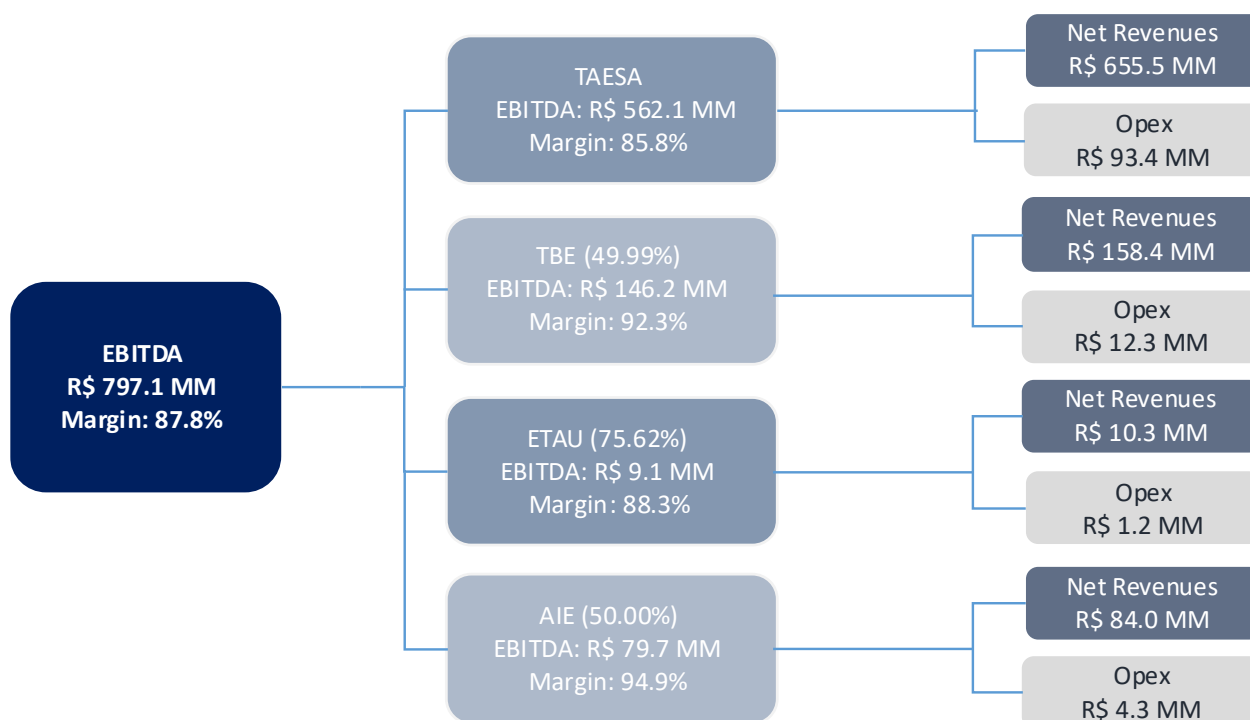 EBITDA
R$ 797.1 MM
Margin: 87.8%
TAESA
EBITDA: R$ 562.1 MM
Margin: 85.8%
Net Revenues
R$ 655.5 MM
Opex
R$ 93.4 MM
TBE (49.99%)
EBITDA: R$ 146.2 MM
Margin: 92.3%
Net Revenues
R$ 158.4 MM
Opex
R$ 12.3 MM
ETAU (75.62%)
EBITDA: R$ 9.1 MM
Margin: 88.3%
Net Revenues
R$ 10.3 MM
Opex
R$ 1.2 MM
AIE (50.00%)
EBITDA: R$ 79.7 MM
Margin: 94.9%
Net Revenues
R$ 84.0 MM
Opex
R$ 4.3 MM